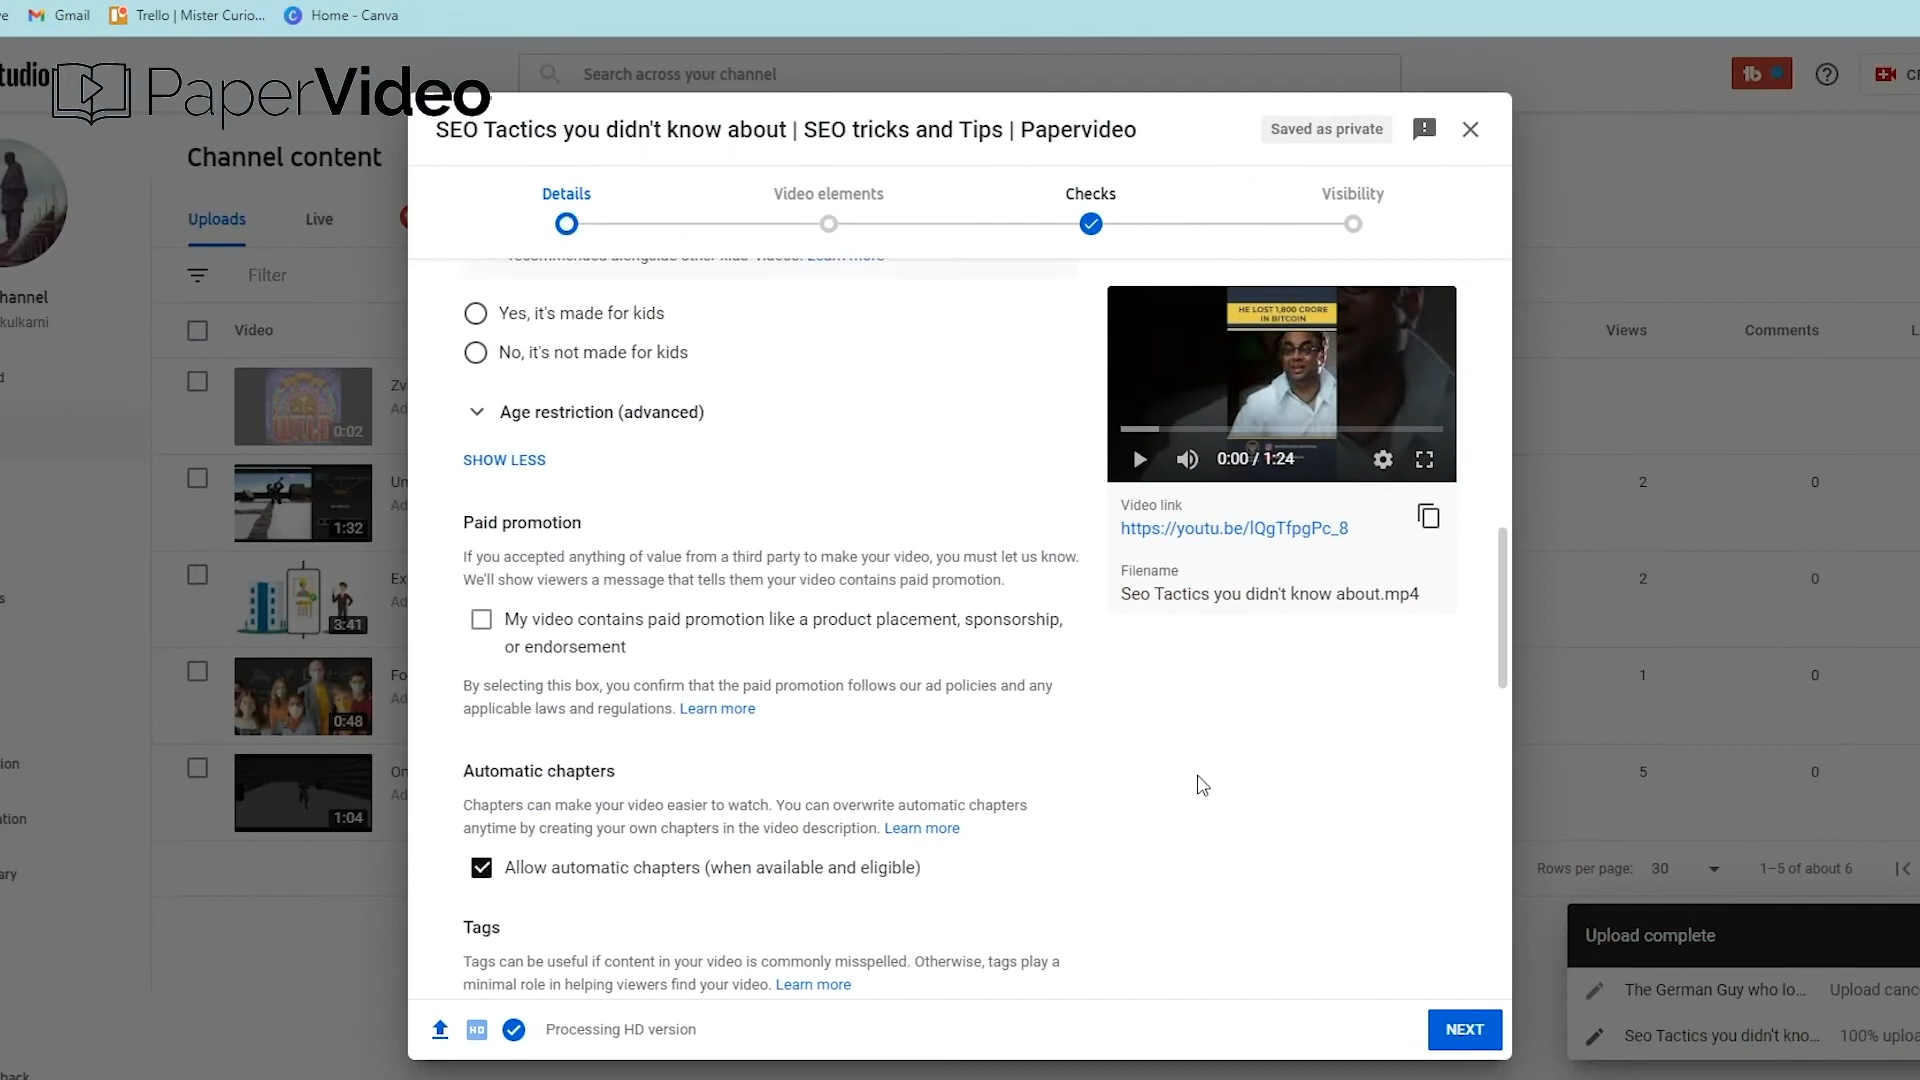 Gmail
Trello | Mister Curio...
Home - Canva
PaperVideo
Search across your channel
SEO Tactics you didn't know about | SEO tricks and Tips | Papervideo
Saved as private
Channel content
Details
Video elements
Checks
Visibility
Uploads
Live
Filter
Video
Views
Comments
Yes, it's made for kids
No, it's not made for kids
Age restriction (advanced)
SHOW LESS
Paid promotion
If you accepted anything of value from a third party to make your video, you must let us know.
We'll show viewers a message that tells them your video contains paid promotion.
My video contains paid promotion like a product placement, sponsorship,
or endorsement
By selecting this box, you confirm that the paid promotion follows our ad policies and any
applicable laws and regulations. Learn more
Automatic chapters
Chapters can make your video easier to watch. You can overwrite automatic chapters
anytime by creating your own chapters in the video description. Learn more
Allow automatic chapters (when available and eligible)
Tags
Tags can be useful if content in your video is commonly misspelled. Otherwise, tags play a
minimal role in helping viewers find your video. Learn more
Processing HD version
NEXT
HE LOST 1,800 CRORE
IN BITCOIN
0:00 / 1:24
Video link
https://youtu.be/lQgTfpgPc_8
Filename
Seo Tactics you didn't know about.mp4
0:02
1:32
3:41
0:48
1:04
2
0
2
0
1
0
5
0
Rows per page: 30
1–5 of about 6
Upload complete
The German Guy who lo...
Upload canc
Seo Tactics you didn't kno...
100% uploa